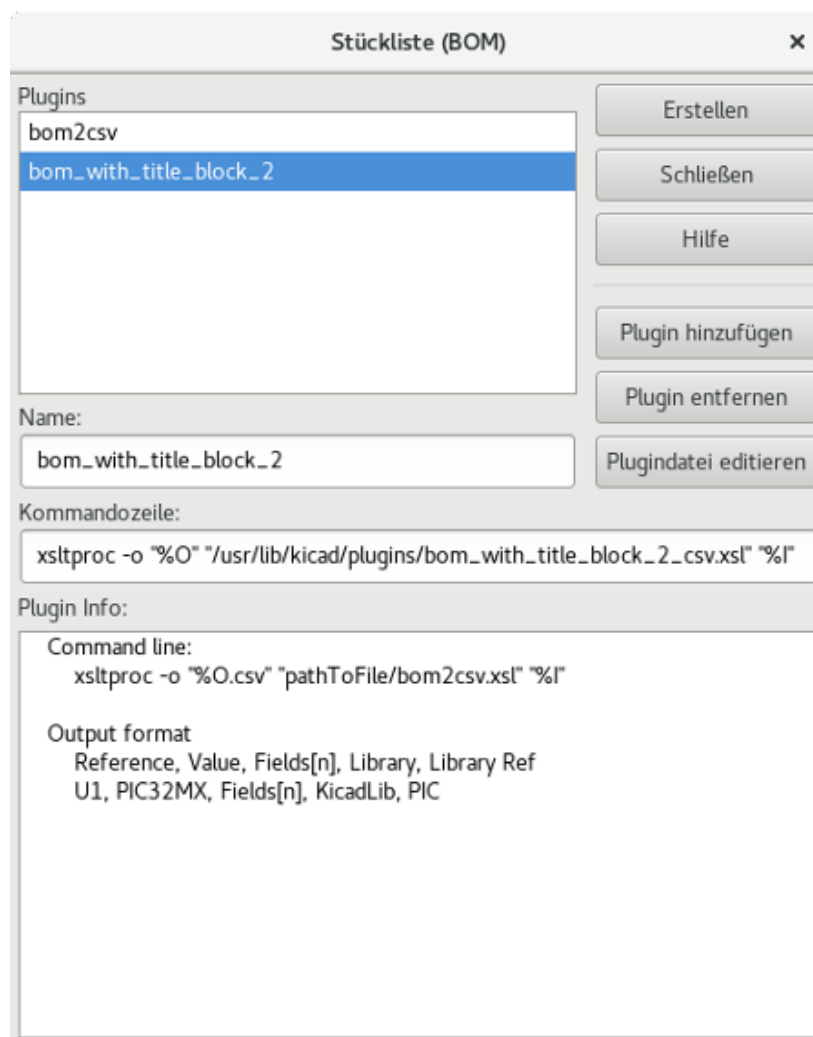 Stückliste (BOM)
Plugins
bom2csv
bom_with_title_block_2
Erstellen
Schließen
Hilfe
Plugin hinzufügen
Plugin entfernen
Plugindatei editieren
Name:
bom_with_title_block_2
Kommandozeile:
xsltproc -o "%O" "/usr/lib/kicad/plugins/bom_with_title_block_2_csv.xsl" "%I"
Plugin Info:
Command line:
xsltproc -o "%O.csv" "pathToFile/bom2csv.xsl" "%I"
Output format
Reference, Value, Fields[n], Library, Library Ref
U1, PIC32MX, Fields[n], KicadLib, PIC